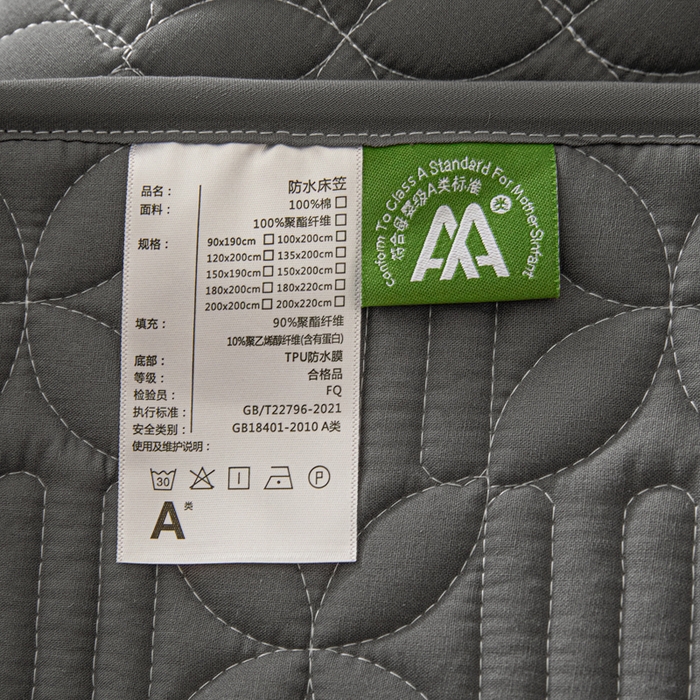 品名： 防水床笠
面料： 100%棉 □
100%聚酯纤维 □
规格： 90x190cm □ 100x200cm □
120x200cm □ 135x200cm □
150x190cm □ 150x200cm □
180x200cm □ 180x220cm □
200x200cm □ 200x220cm □
填充： 90%聚酯纤维
10%聚乙烯醇纤维(含有蛋白)
底部： TPU防水膜
等级： 合格品
检验员： FQ
执行标准： GB/T22796-2021
安全类别： GB18401-2010 A类
使用及维护说明：
30
P
A类
Conform To Class A Standard For Mother&Infant
符合母婴级A类标准
AA